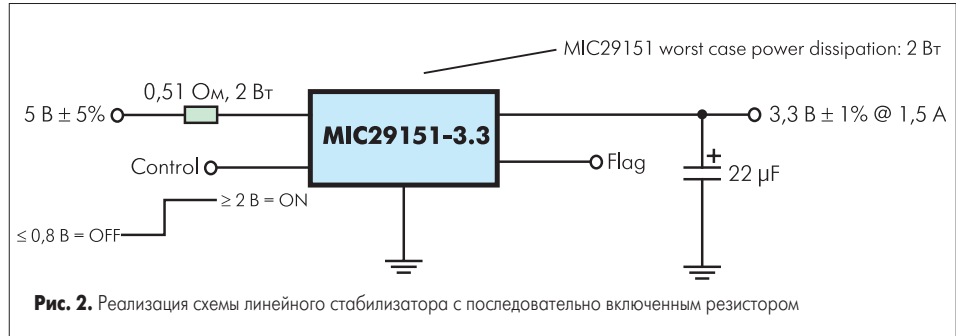 MIC29151 worst case power dissipation: 2 Вт
0,51 Ом, 2 Вт
5 В ± 5%
MIC29151-3.3
3,3 В ± 1% @ 1,5 А
Control
Flag
+
22 µF
≥ 2 В = ON
≤ 0,8 В = OFF
Рис. 2. Реализация схемы линейного стабилизатора с последовательно включенным резистором